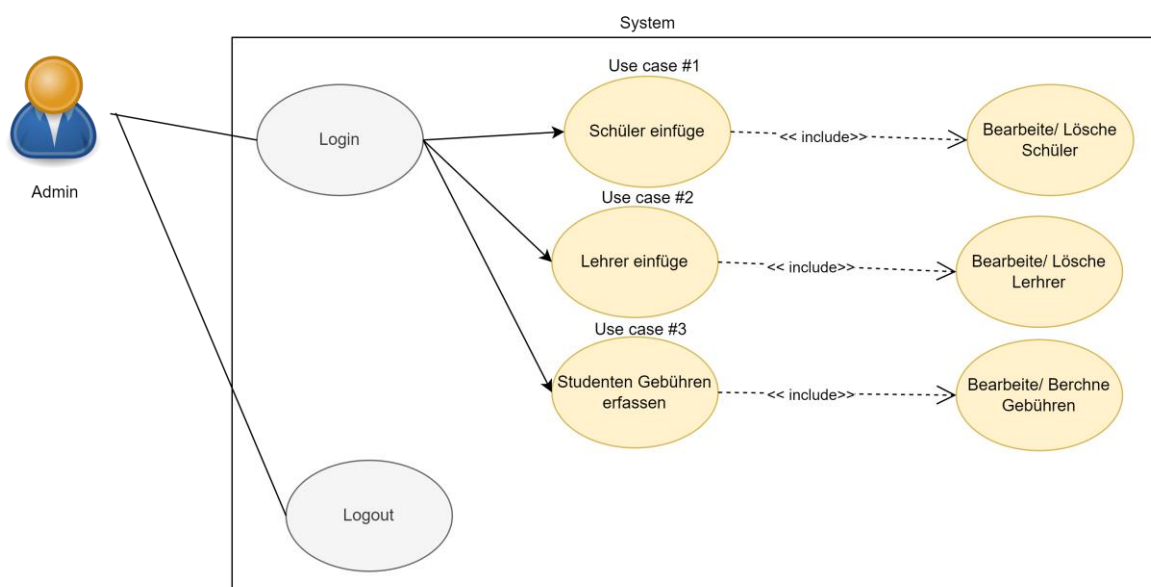 System
Admin
Login
Use case #1
Schüler einfüge
<< include>>
Bearbeite/ Lösche
Schüler
Use case #2
Lehrer einfüge
<< include>>
Bearbeite/ Lösche
Lerhrer
Use case #3
Studenten Gebühren
erfassen
<< include>>
Bearbeite/ Berchne
Gebühren
Logout